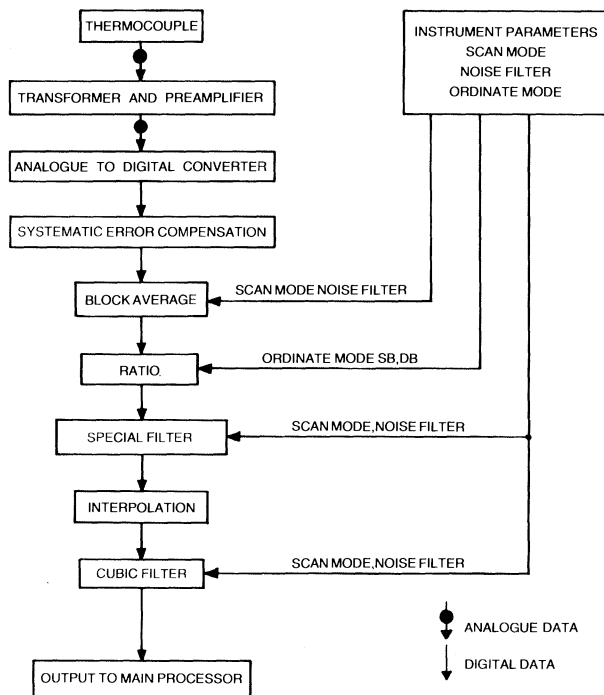 THERMOCOUPLE
INSTRUMENT PARAMETERS
SCAN MODE
NOISE FILTER
ORDINATE MODE
TRANSFORMER AND PREAMPLIFIER
ANALOGUE TO DIGITAL CONVERTER
SYSTEMATIC ERROR COMPENSATION
SCAN MODE NOISE FILTER
BLOCK AVERAGE
ORDINATE MODE SB,DB
RATIO.
SCAN MODE,NOISE FILTER
SPECIAL FILTER
INTERPOLATION
SCAN MODE,NOISE FILTER
CUBIC FILTER
ANALOGUE DATA
DIGITAL DATA
OUTPUT TO MAIN PROCESSOR